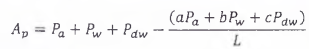 A_p = P_a + P_w + P_{dw} − \frac{(aP_a + bP_w + cP_{dw})}{L}